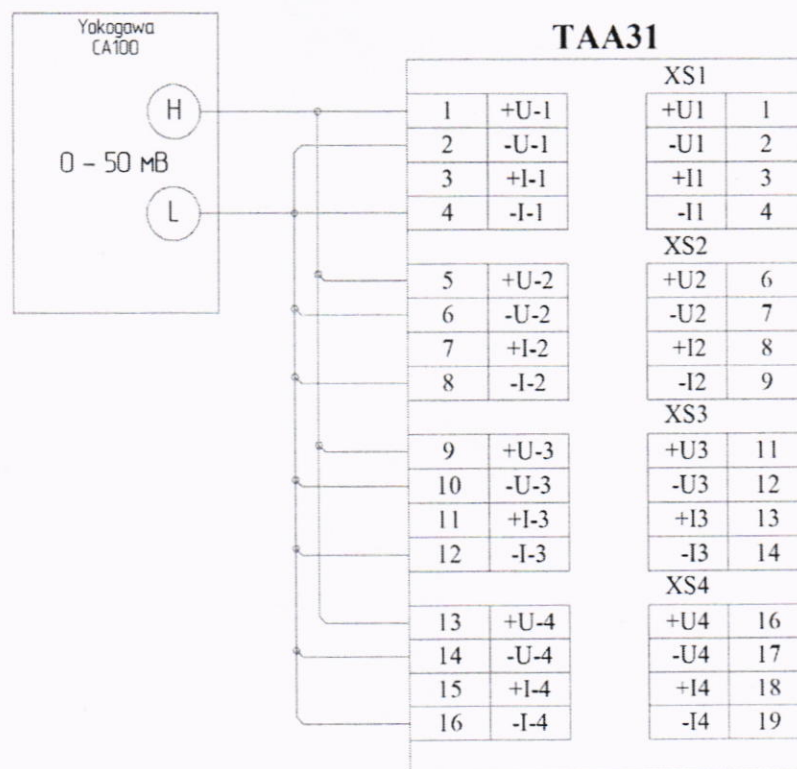 Yokogawa
CA100
H
0 – 50 мВ
L
TAA31
XS1
1 +U-1 +U1 1
2 -U-1 -U1 2
3 +I-1 +I1 3
4 -I-1 -I1 4
XS2
5 +U-2 +U2 6
6 -U-2 -U2 7
7 +I-2 +I2 8
8 -I-2 -I2 9
XS3
9 +U-3 +U3 11
10 -U-3 -U3 12
11 +I-3 +I3 13
12 -I-3 -I3 14
XS4
13 +U-4 +U4 16
14 -U-4 -U4 17
15 +I-4 +I4 18
16 -I-4 -I4 19